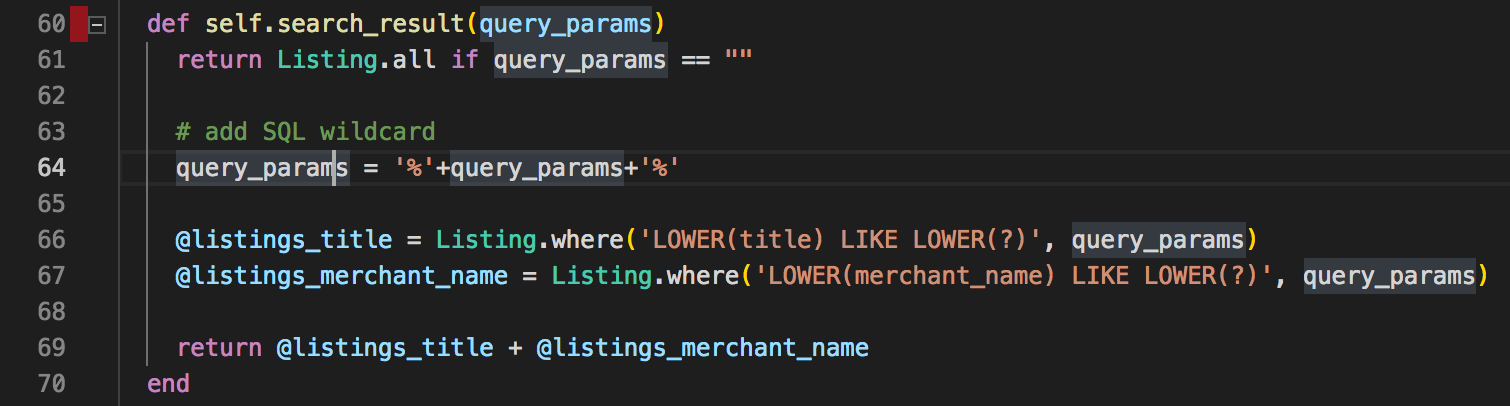 60 def self.search_result(query_params)
61 return Listing.all if query_params == ""
62
63 # add SQL wildcard
64 query_params = '%'+query_params+'%'
65
66 @listings_title = Listing.where('LOWER(title) LIKE LOWER(?)', query_params)
67 @listings_merchant_name = Listing.where('LOWER(merchant_name) LIKE LOWER(?)', query_params)
68
69 return @listings_title + @listings_merchant_name
70 end